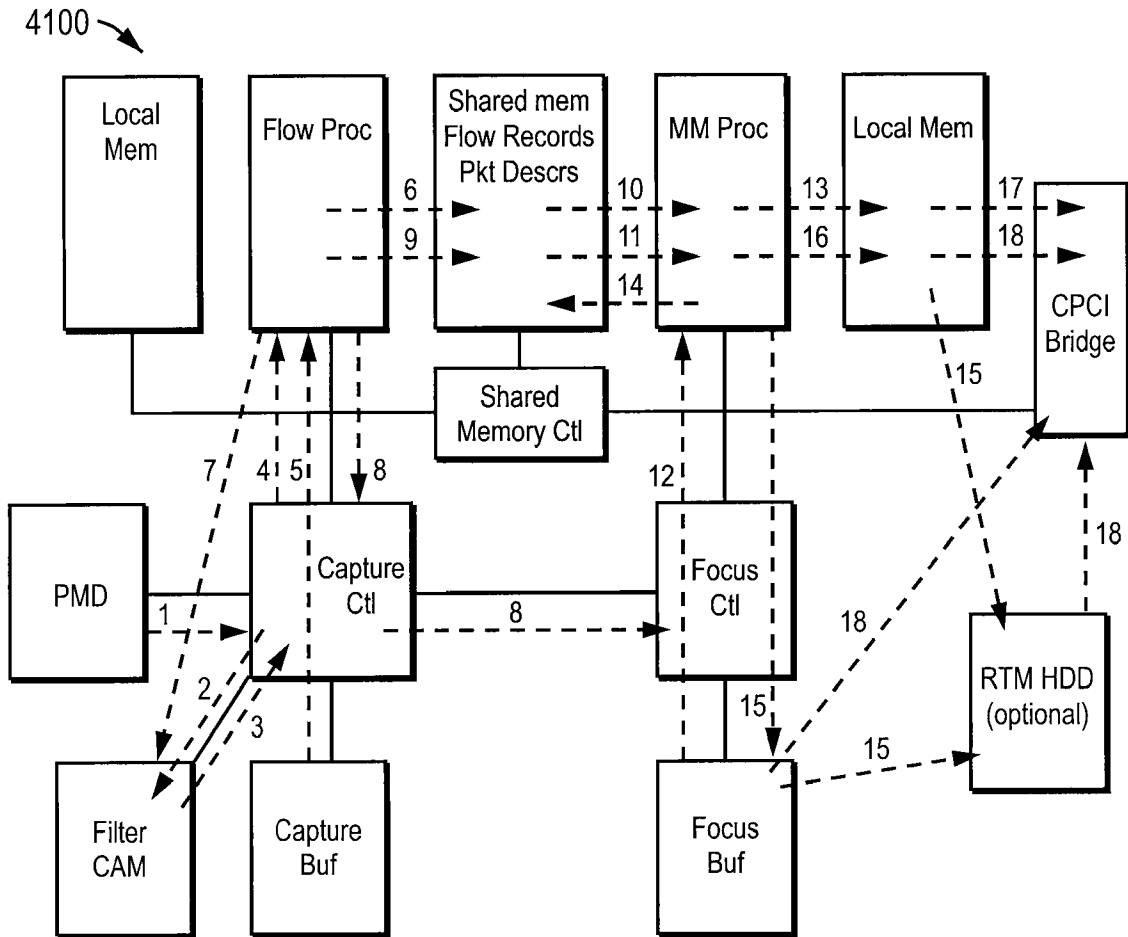 4100
Local
Mem
Flow Proc
Shared mem
Flow Records
Pkt Descrs
MM Proc
Local Mem
6
10
13
17
9
11
16
18
14
CPCI
Bridge
15
Shared
Memory Ctl
7
4
5
8
12
18
PMD
Capture
Ctl
Focus
Ctl
1
8
18
RTM HDD
(optional)
2
3
15
15
Filter
CAM
Capture
Buf
Focus
Buf